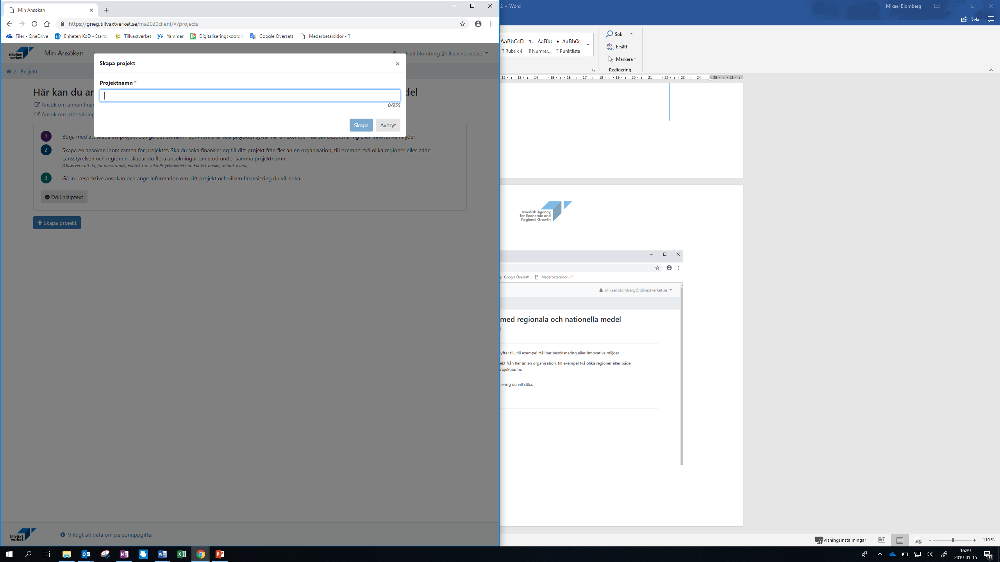 Min Ansökan
https://grieg.tillvaxtverket.se/ma2020client/#/projects
Filer - OneDrive
Enheten KoD - Starts
Tillväxtverket
Yammer
Digitaliseringskoordin
Google Översätt
Medarbetarsidor - Til
tillväxt
verket
Min Ansökan
mikael.blomberg@tillvaxtverket.se
/ Projekt
Skapa projekt
×
Projektnamn *
0/255
Skapa
Avbryt
Här kan du an
del
Ansök om annan finan
Ansök om utbetalning
1 Börja med att skapa ett projekt och ge det ett namn som förklarar vad projektet syftar till, till exempel Hållbar besöksnäring eller Innovativa miljöer.
2 Skapa en ansökan inom ramen för projektet. Ska du söka finansiering till ditt projekt från fler än en organisation, till exempel två olika regioner eller både
Länsstyrelsen och regionen, skapar du flera ansökningar om stöd under samma projektnamn.
(Observera att du, för närvarande, endast kan söka Projektmedel här. För EU-medel, se länk ovan.)
3 Gå in i respektive ansökan och ange information om ditt projekt och vilken finansiering du vill söka.
Dölj hjälptext
Skapa projekt
tillväxt
verket
Viktigt att veta om personuppgifter
2 - Word
Mikael Blomberg
Dela
AaBbCcD
1. AaBb(
• AaBbCc
¶ Rubrik 4
¶ Numrer...
¶ Punktlista
Sök
Ersätt
Markera
Redigering
12 13 14 15 16 17 18 19 20 21 22 23 24 25 26
Swedish Agency
for Economic and
Regional Growth
Google Översätt
Medarbetarsidor - Til
mikael.blomberg@tillvaxtverket.se
med regionala och nationella medel
)
syftar till, till exempel Hållbar besöksnäring eller Innovativa miljöer.
ekt från fler än en organisation, till exempel två olika regioner eller både
rojektnamn.
siering du vill söka.
Visningsinställningar
110 %
16:39
2019-01-15
11